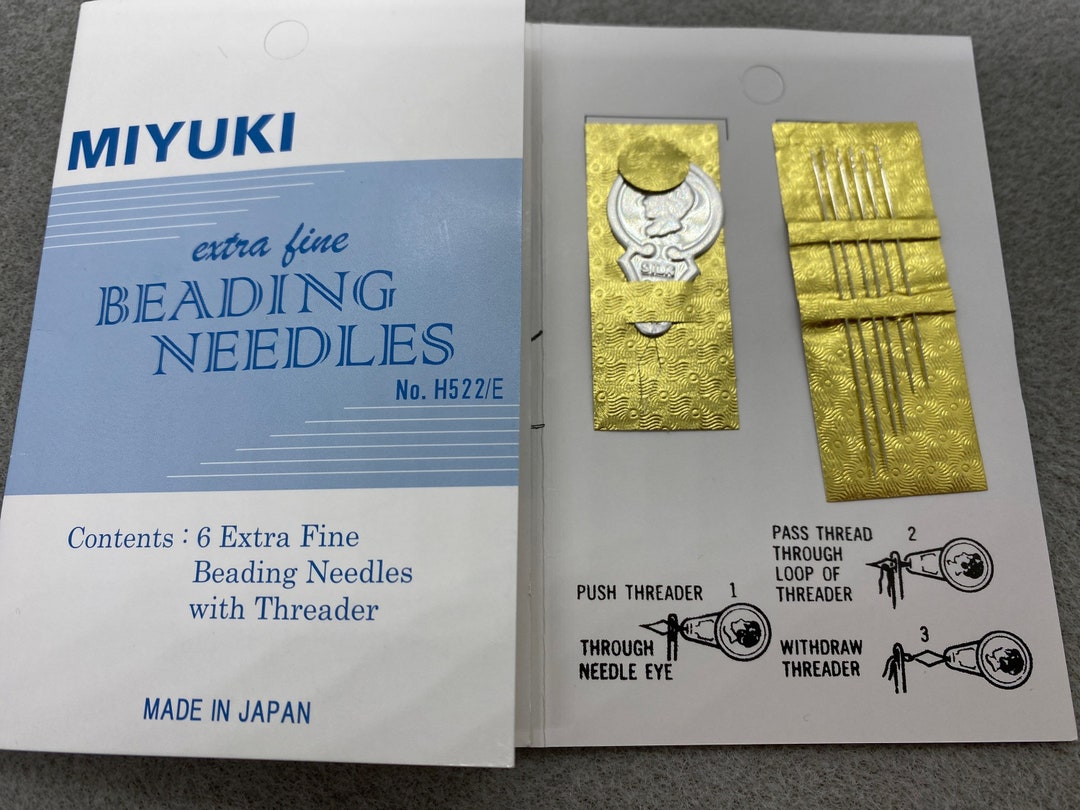 MIYUKI
extra fine
BEADING
NEEDLES
No. H522/E
Contents : 6 Extra Fine
Beading Needles
with Threader
MADE IN JAPAN
SILK
PUSH THREADER 1
THROUGH
NEEDLE EYE
PASS THREAD 2
THROUGH
LOOP OF
THREADER
WITHDRAW 3
THREADER